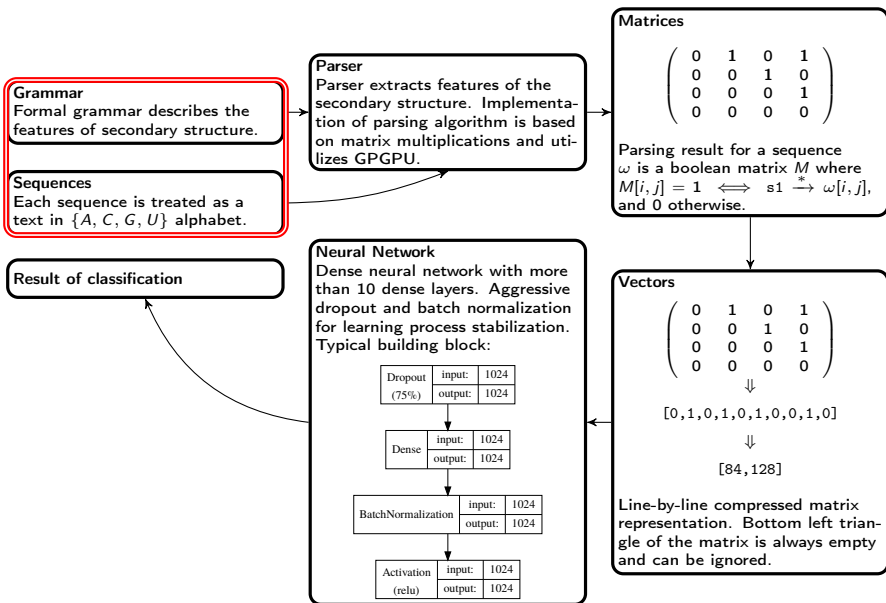 Grammar
Formal grammar describes the
features of secondary structure.
Sequences
Each sequence is treated as a
text in {A, C, G, U} alphabet.
Parser
Parser extracts features of the
secondary structure. Implementa-
tion of parsing algorithm is based
on matrix multiplications and uti-
lizes GPGPU.
Matrices
0 1 0 1
0 0 1 0
0 0 0 1
0 0 0 0
Parsing result for a sequence
ω is a boolean matrix M where
M[i, j] = 1 ⟺ s1 →* ω[i, j],
and 0 otherwise.
Vectors
0 1 0 1
0 0 1 0
0 0 0 1
0 0 0 0
⇓
[0,1,0,1,0,1,0,0,1,0]
⇓
[84,128]
Line-by-line compressed matrix
representation. Bottom left trian-
gle of the matrix is always empty
and can be ignored.
Neural Network
Dense neural network with more
than 10 dense layers. Aggressive
dropout and batch normalization
for learning process stabilization.
Typical building block:
Dropout
(75%)
input: 1024
output: 1024
Dense
input: 1024
output: 1024
BatchNormalization
input: 1024
output: 1024
Activation
(relu)
input: 1024
output: 1024
Result of classification